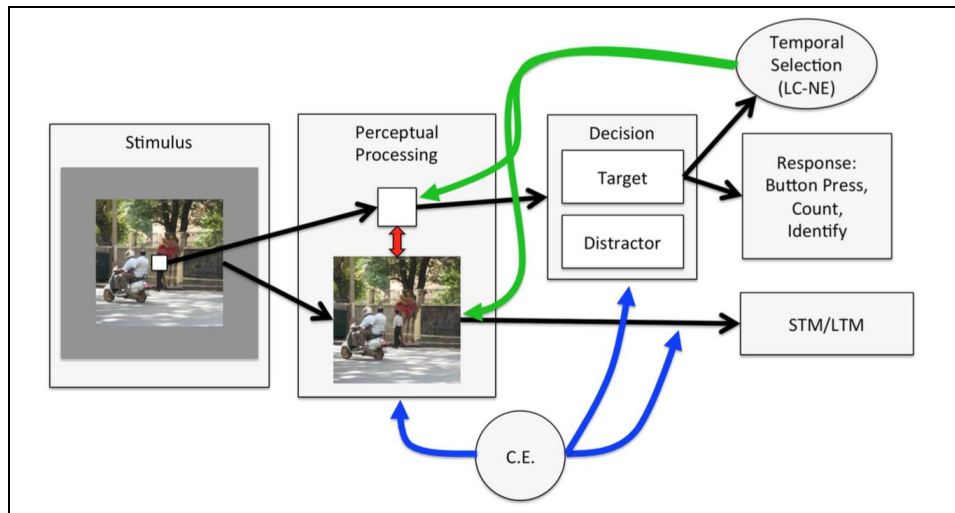 Stimulus
Perceptual
Processing
Decision
Target
Distractor
Temporal
Selection
(LC-NE)
Response:
Button Press,
Count,
Identify
STM/LTM
C.E.